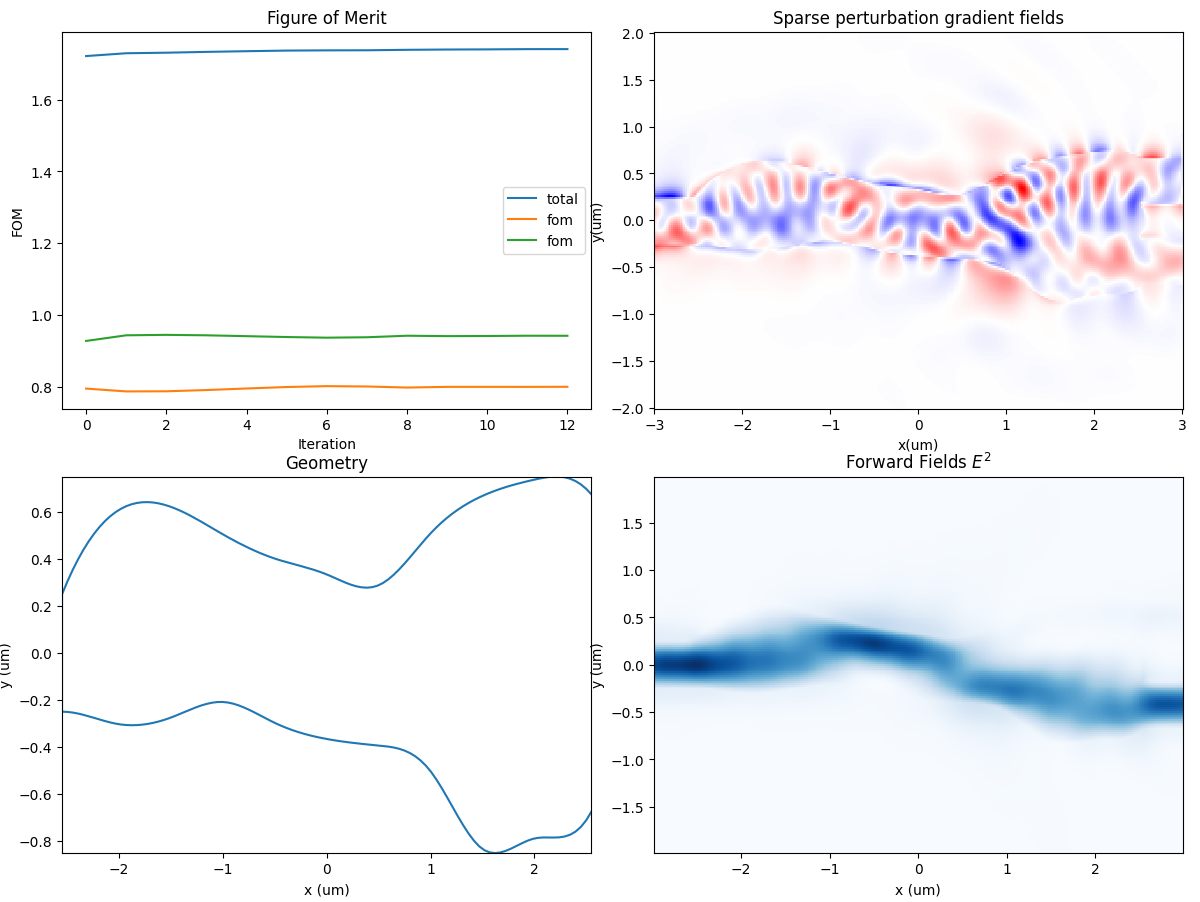 Figure of Merit
FOM
1.6
1.4
1.2
1.0
0.8
total
fom
fom
0 2 4 6 8 10 12
Iteration
Sparse perturbation gradient fields
y(um)
2.0
1.5
1.0
0.5
0.0
−0.5
−1.0
−1.5
−2.0
−3 −2 −1 0 1 2 3
x(um)
Geometry
y (um)
0.6
0.4
0.2
0.0
−0.2
−0.4
−0.6
−0.8
−2 −1 0 1 2
x (um)
Forward Fields $E^2$
y (um)
1.5
1.0
0.5
0.0
−0.5
−1.0
−1.5
−2 −1 0 1 2
x (um)